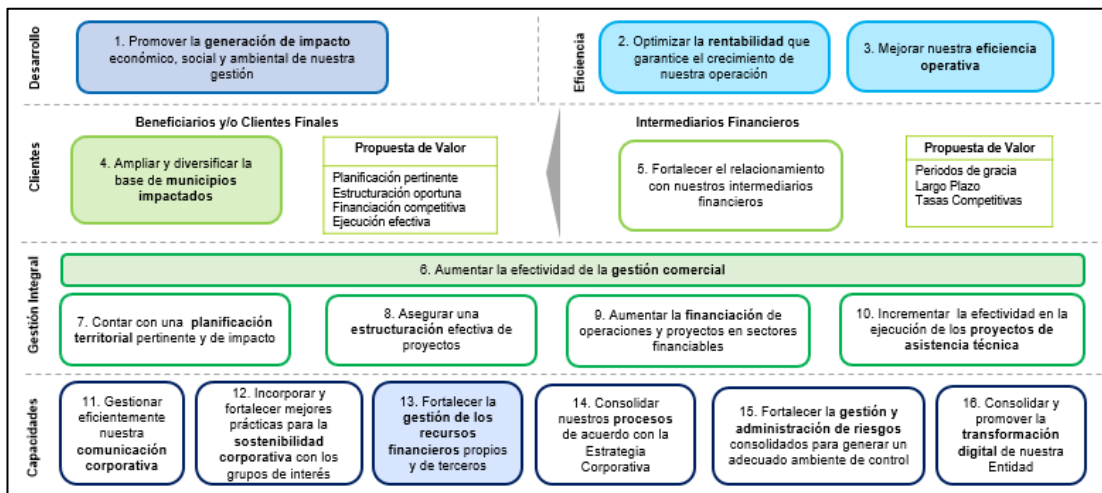 Desarrollo
1. Promover la generación de impacto
económico, social y ambiental de nuestra
gestión
Eficiencia
2. Optimizar la rentabilidad que
garantice el crecimiento de
nuestra operación
3. Mejorar nuestra eficiencia
operativa
Clientes
Beneficiarios y/o Clientes Finales
4. Ampliar y diversificar la
base de municipios
impactados
Propuesta de Valor
Planificación pertinente
Estructuración oportuna
Financiación competitiva
Ejecución efectiva
Intermediarios Financieros
5. Fortalecer el relacionamiento
con nuestros intermediarios
financieros
Propuesta de Valor
Periodos de gracia
Largo Plazo
Tasas Competitivas
Gestión Integral
6. Aumentar la efectividad de la gestión comercial
7. Contar con una planificación
territorial pertinente y de impacto
8. Asegurar una
estructuración efectiva de
proyectos
9. Aumentar la financiación de
operaciones y proyectos en sectores
financiables
10. Incrementar la efectividad en la
ejecución de los proyectos de
asistencia técnica
Capacidades
11. Gestionar
eficientemente
nuestra
comunicación
corporativa
12. Incorporar y
fortalecer mejores
prácticas para la
sostenibilidad
corporativa con los
grupos de interés
13. Fortalecer la
gestión de los
recursos
financieros propios
y de terceros
14. Consolidar
nuestros procesos
de acuerdo con la
Estrategia
Corporativa
15. Fortalecer la gestión y
administración de riesgos
consolidados para generar un
adecuado ambiente de control
16. Consolidar y
promover la
transformación
digital de nuestra
Entidad